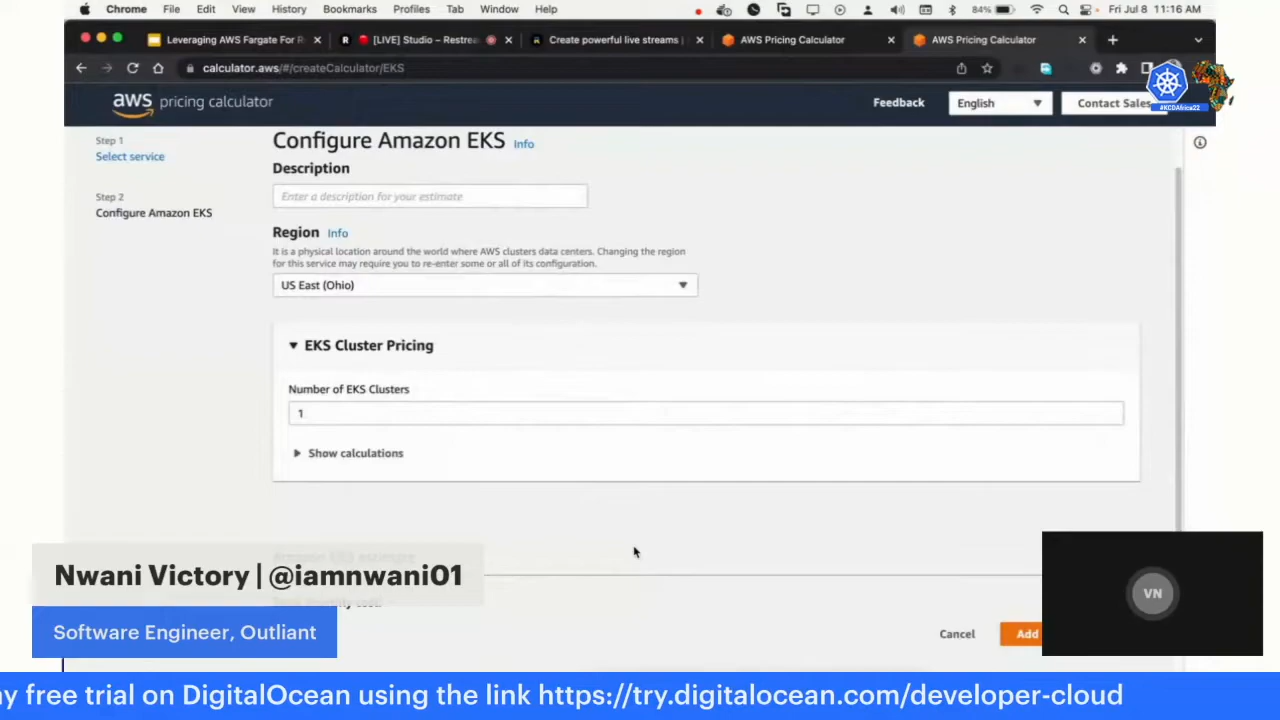 Chrome File Edit View History Bookmarks Profiles Tab Window Help 84% Fri Jul 8 11:16 AM
Leveraging AWS Fargate For R
[LIVE] Studio – Restrea
Create powerful live streams |
AWS Pricing Calculator
AWS Pricing Calculator
calculator.aws/#/createCalculator/EKS
#KCDAfrica22
aws pricing calculator
Feedback
English
Contact Sales
Step 1
Select service
Step 2
Configure Amazon EKS
Configure Amazon EKS Info
Description
Enter a description for your estimate
Region Info
It is a physical location around the world where AWS clusters data centers. Changing the region
for this service may require you to re-enter some or all of its configuration.
US East (Ohio)
EKS Cluster Pricing
Number of EKS Clusters
1
Show calculations
Nwani Victory | @iamnwani01
Software Engineer, Outliant
Cancel
Add
VN
y free trial on DigitalOcean using the link https://try.digitalocean.com/developer-cloud